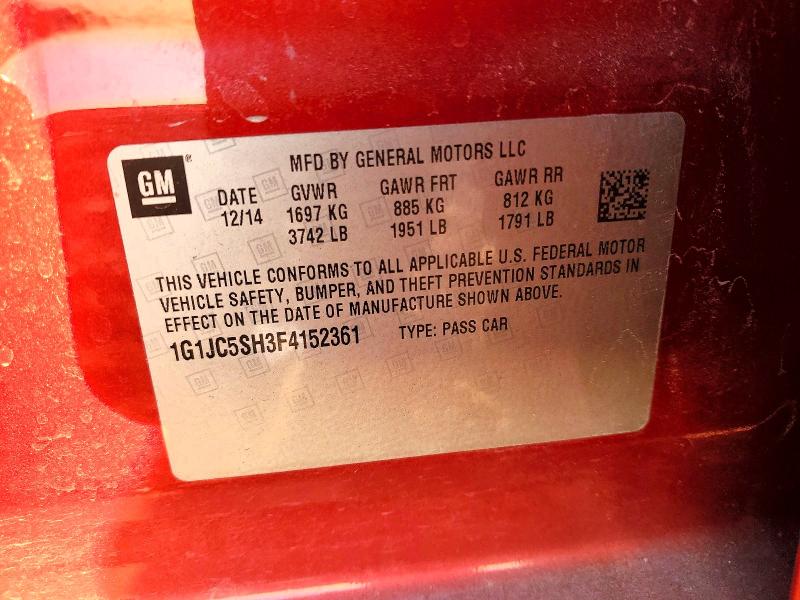 GM
MFD BY GENERAL MOTORS LLC
DATE GVWR GAWR FRT GAWR RR
12/14 1697 KG 885 KG 812 KG
3742 LB 1951 LB 1791 LB
THIS VEHICLE CONFORMS TO ALL APPLICABLE U.S. FEDERAL MOTOR
VEHICLE SAFETY, BUMPER, AND THEFT PREVENTION STANDARDS IN
EFFECT ON THE DATE OF MANUFACTURE SHOWN ABOVE.
1G1JC5SH3F4152361 TYPE: PASS CAR